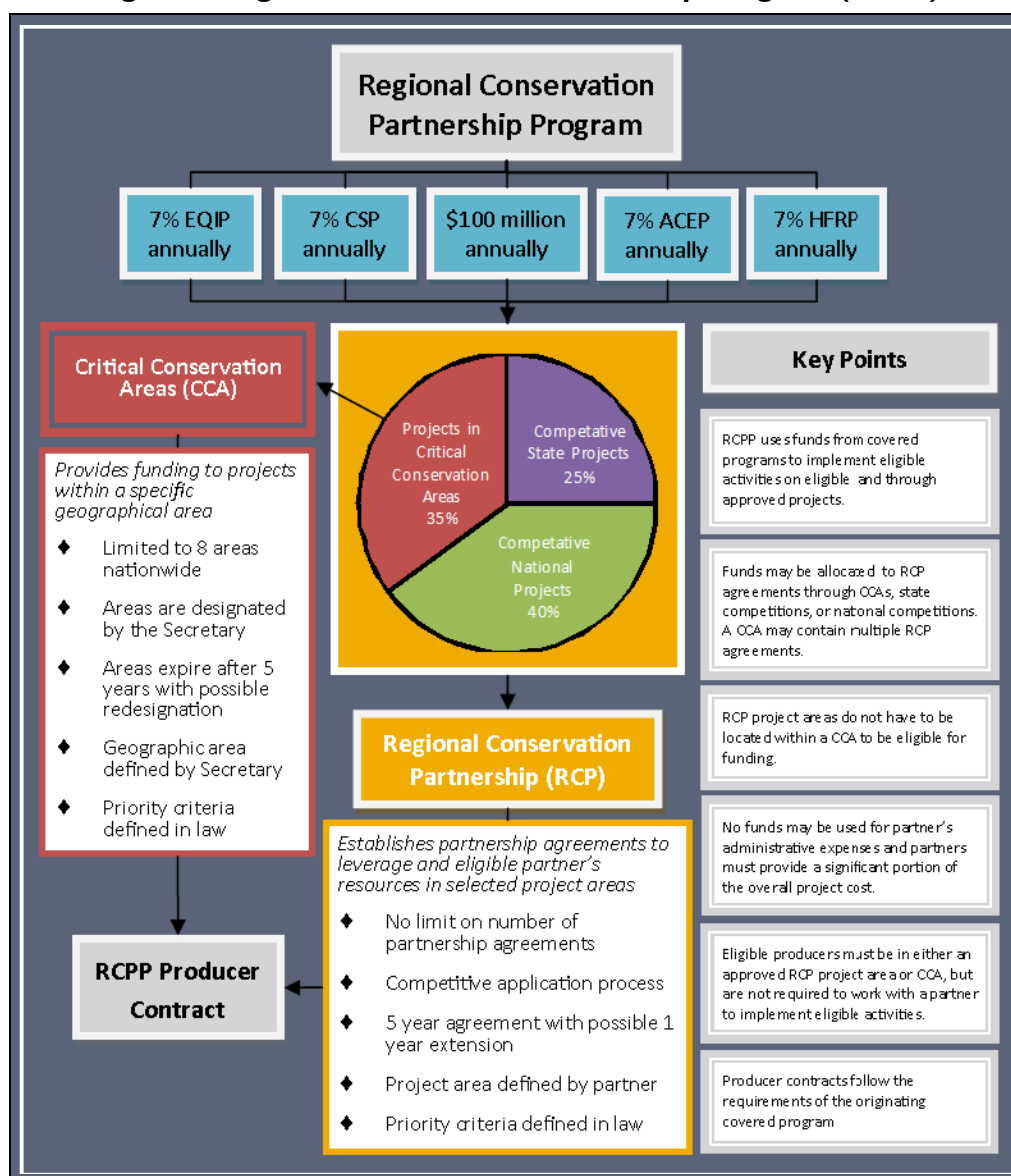 Regional Conservation
Partnership Program
7% EQIP
annually
7% CSP
annually
$100 million
annually
7% ACEP
annually
7% HFRP
annually
Critical Conservation
Areas (CCA)
Provides funding to projects
within a specific
geographical area
♦ Limited to 8 areas
nationwide
♦ Areas are designated
by the Secretary
♦ Areas expire after 5
years with possible
redesignation
♦ Geographic area
defined by Secretary
♦ Priority criteria
defined in law
Projects in
Critical
Conservation
Areas
35%
Competative
State Projects
25%
Competative
National
Projects
40%
Regional Conservation
Partnership (RCP)
Establishes partnership agreements to
leverage and eligible partner's
resources in selected project areas
♦ No limit on number of
partnership agreements
♦ Competitive application process
♦ 5 year agreement with possible 1
year extension
♦ Project area defined by partner
♦ Priority criteria defined in law
RCPP Producer
Contract
Key Points
RCPP uses funds from covered
programs to implement eligible
activities on eligible and through
approved projects.
Funds may be allocated to RCP
agreements through CCAs, state
competitions, or natonal competitions.
A CCA may contain multiple RCP
agreements.
RCP project areas do not have to be
located within a CCA to be eligible for
funding.
No funds may be used for partner's
administrative expenses and partners
must provide a significant portion of
the overall project cost.
Eligible producers must be in either an
approved RCP project area or CCA, but
are not required to work with a partner
to implement eligible activities.
Producer contracts follow the
requirements of the originating
covered program